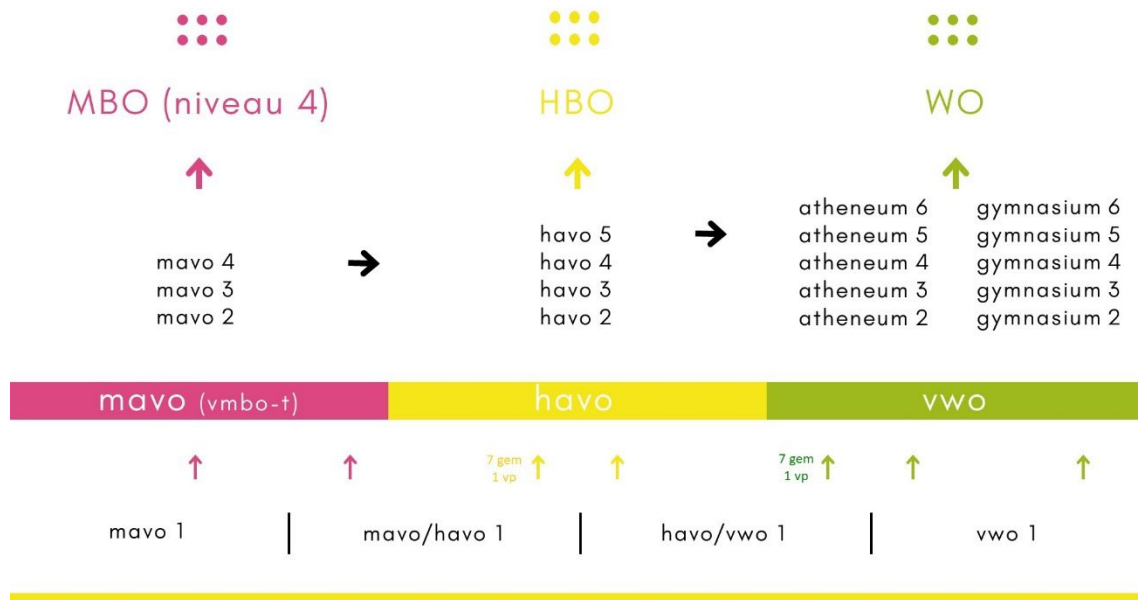 MBO (niveau 4)
HBO
WO
mavo 4
mavo 3
mavo 2
havo 5
havo 4
havo 3
havo 2
atheneum 6
atheneum 5
atheneum 4
atheneum 3
atheneum 2
gymnasium 6
gymnasium 5
gymnasium 4
gymnasium 3
gymnasium 2
mavo (vmbo-t)
havo
vwo
7 gem
1 vp
7 gem
1 vp
mavo 1
mavo/havo 1
havo/vwo 1
vwo 1